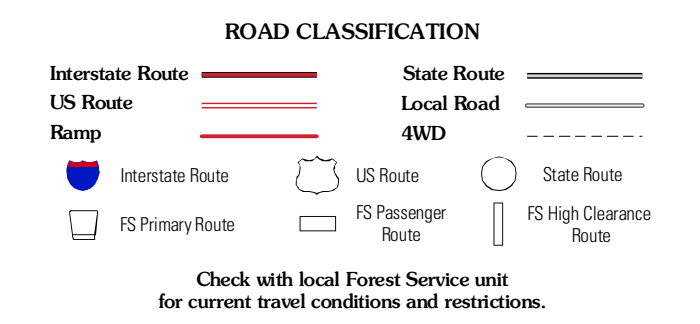 ROAD CLASSIFICATION
Interstate Route
State Route
US Route
Local Road
Ramp
4WD
Interstate Route
US Route
State Route
FS Primary Route
FS Passenger
Route
FS High Clearance
Route
Check with local Forest Service unit
for current travel conditions and restrictions.